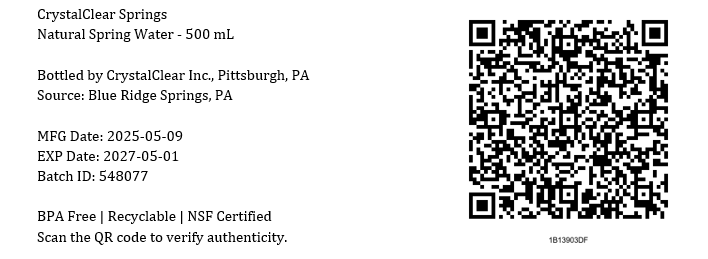 CrystalClear Springs
Natural Spring Water - 500 mL
Bottled by CrystalClear Inc., Pittsburgh, PA
Source: Blue Ridge Springs, PA
MFG Date: 2025-05-09
EXP Date: 2027-05-01
Batch ID: 548077
BPA Free | Recyclable | NSF Certified
Scan the QR code to verify authenticity.
1B13903DF